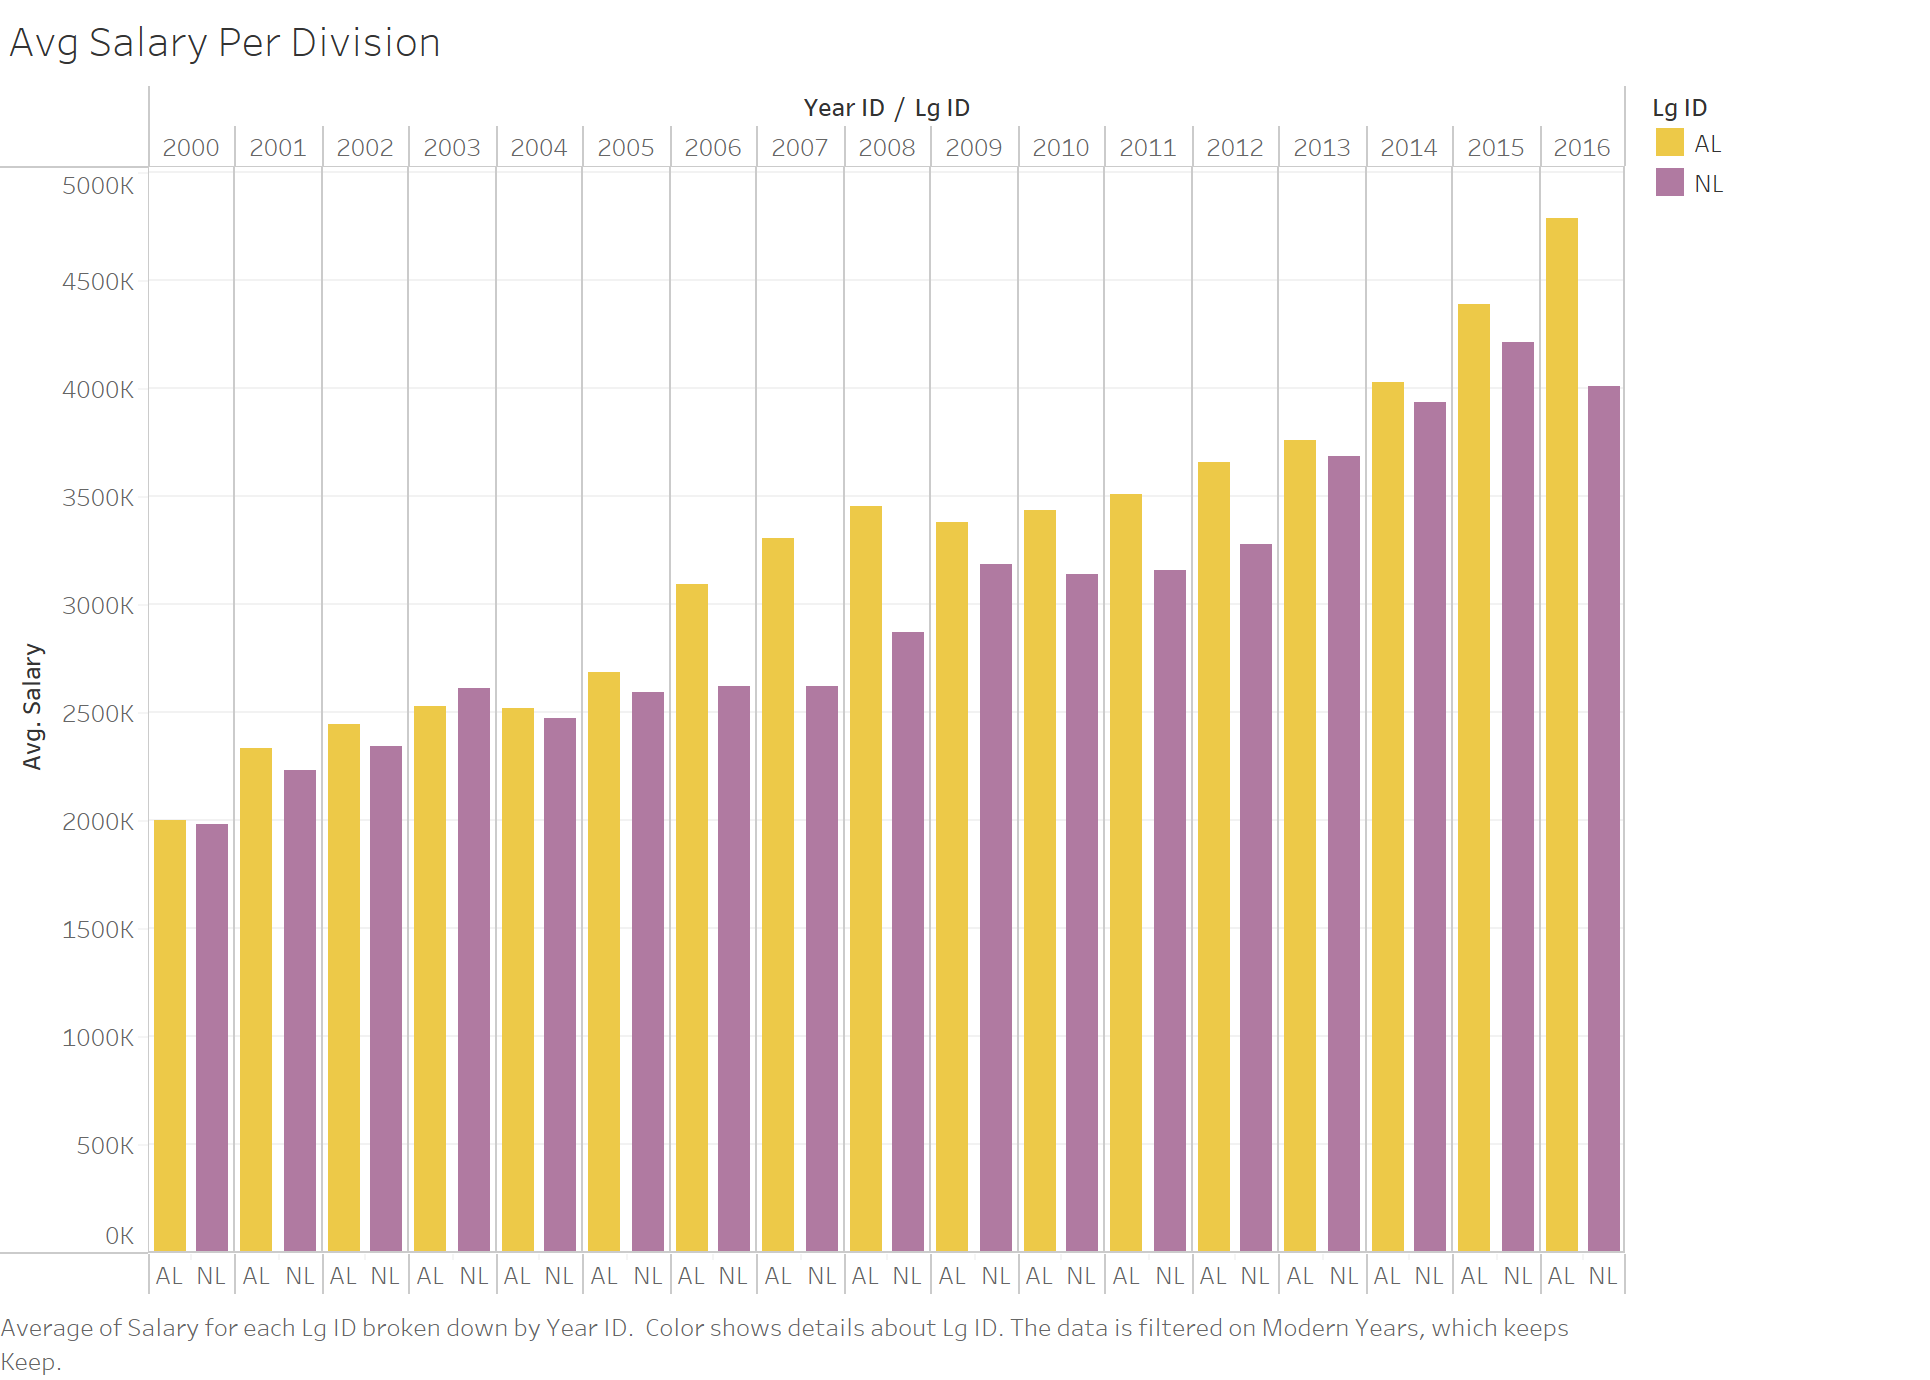 Avg Salary Per Division
Year ID / Lg ID
2000 2001 2002 2003 2004 2005 2006 2007 2008 2009 2010 2011 2012 2013 2014 2015 2016
Lg ID
AL
NL
5000K
4500K
4000K
3500K
3000K
2500K
2000K
1500K
1000K
500K
0K
Avg. Salary
AL NL AL NL AL NL AL NL AL NL AL NL AL NL AL NL AL NL AL NL AL NL AL NL AL NL AL NL AL NL AL NL AL NL
Average of Salary for each Lg ID broken down by Year ID.  Color shows details about Lg ID. The data is filtered on Modern Years, which keeps
Keep.